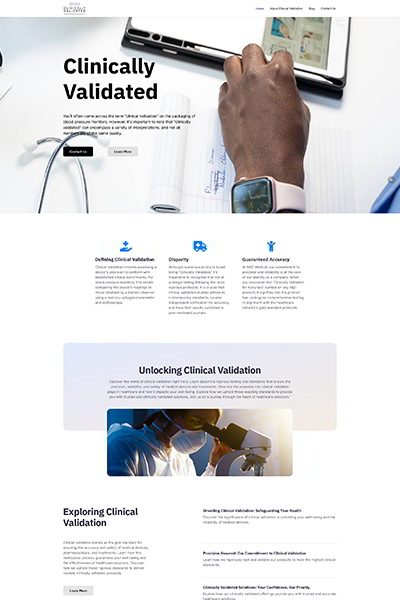 CLINICALLY
VALIDATED
Home
About Clinical Validation
Blog
Contact Us
Clinically
Validated
You'll often come across the term "clinical validation" on the packaging of
blood pressure monitors. However, it's important to note that "clinically
validated" can encompass a variety of interpretations, and not all
monitors are of the same quality.
Contact Us
Learn More
Defining Clinical Validation
Clinical validation involves assessing a
device's precision to perform with
established clinical benchmarks. For
blood pressure monitors, this entails
comparing the device's readings to
those obtained by a trained observer
using a mercury sphygmomanometer
and stethoscope.
Disparity
Although numerous products boast
being "Clinically Validated," it's
imperative to recognize that not all
undergo testing following the most
rigorous protocols. It is crucial that
clinical validation studies adhere to
contemporary standards, receive
independent verification for accuracy,
and have their results published in
peer-reviewed journals.
Guaranteed Accuracy
At A&D Medical, our commitment to
precision and reliability is at the core
of our identity as a company. When
you encounter the "Clinically Validated
for Accuracy" symbol on any A&D
product, it signifies that the product
has undergone comprehensive testing
in alignment with the healthcare
industry's gold standard protocols.
Unlocking Clinical Validation
Discover the world of clinical validation right here. Learn about the rigorous testing and standards that ensure the
precision, reliability, and safety of medical devices and treatments. Dive into the essential role clinical validation
plays in healthcare and how it impacts your well-being. Explore how we uphold these exacting standards to provide
you with trusted and clinically validated solutions. Join us on a journey through the heart of healthcare precision."
Exploring Clinical
Validation
Clinical validation stands as the gold standard for
ensuring the accuracy and safety of medical devices,
pharmaceuticals, and treatments. Learn how this
meticulous process guarantees your well-being and
the effectiveness of healthcare solutions. Discover
how we uphold these rigorous standards to deliver
trusted, clinically validated products.
Learn More
Unveiling Clinical Validation: Safeguarding Your Health
Discover the significance of clinical validation in upholding your well-being and the
reliability of medical devices.
Precision Assured: Our Commitment to Clinical Validation
Learn how we rigorously test and validate our products to meet the highest clinical
standards.
Clinically Validated Solutions: Your Confidence, Our Priority
Explore how our clinically validated offerings provide you with trusted and accurate
healthcare solutions.